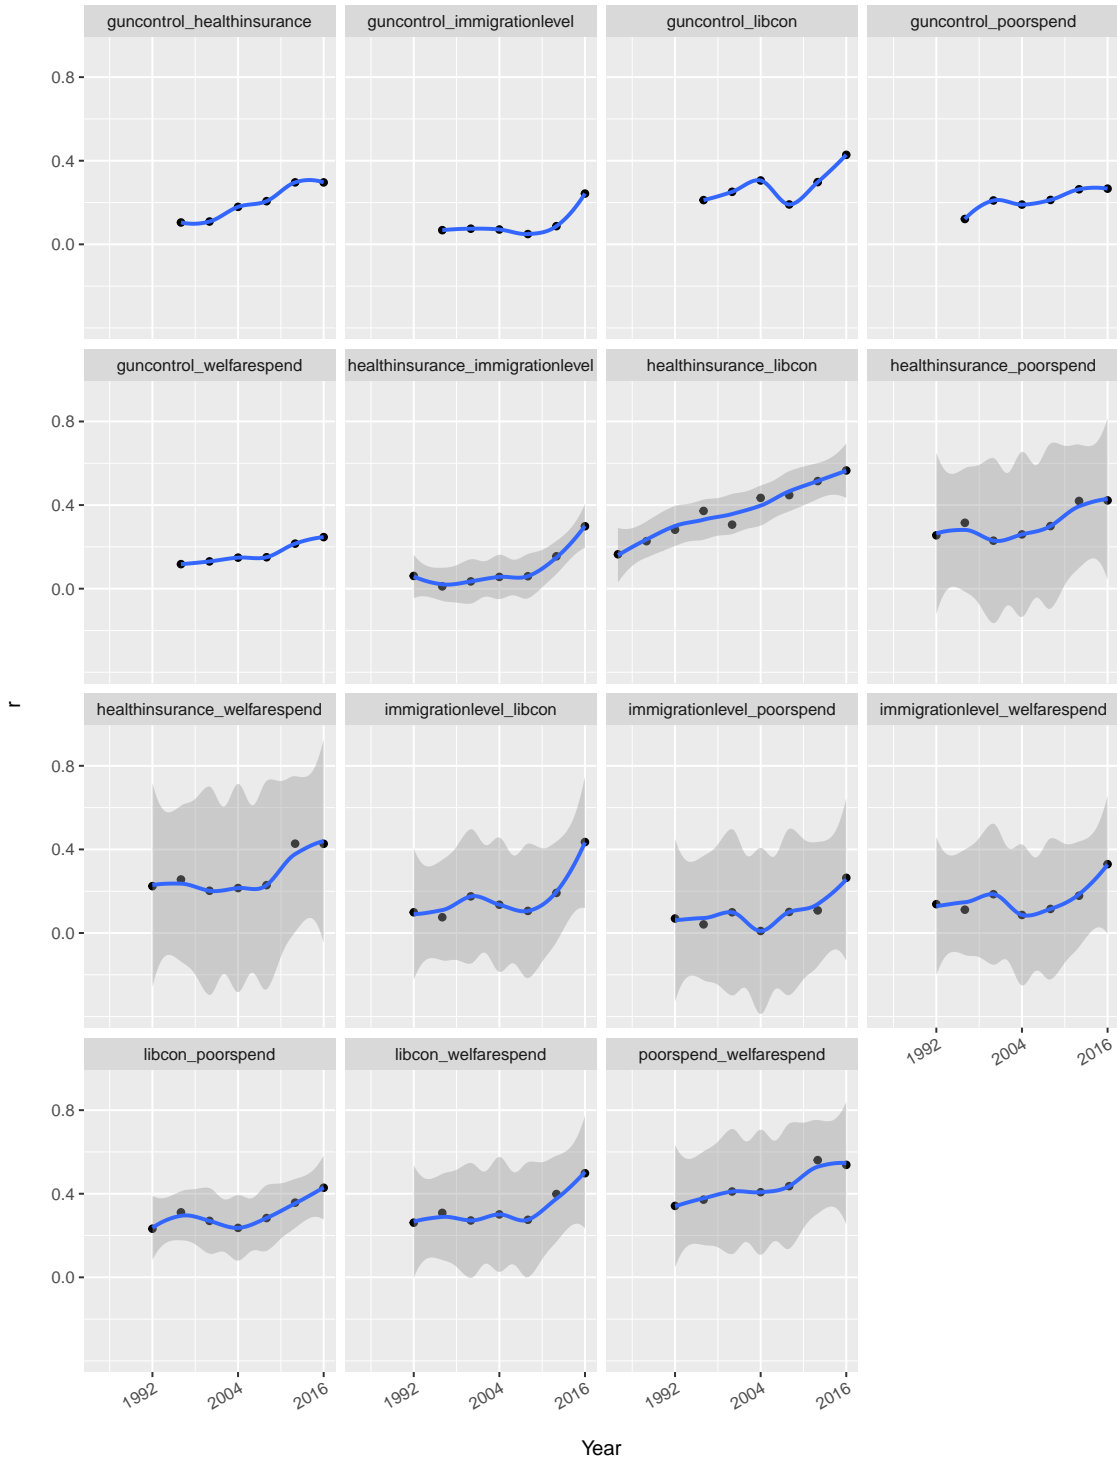 guncontrol_healthinsurance guncontrol_immigrationlevel guncontrol_libcon guncontrol_poorspend
0.8
0.4
0.0
guncontrol_welfarespend healthinsurance_immigrationlevel healthinsurance_libcon healthinsurance_poorspend
0.8
0.4
0.0
r
healthinsurance_welfarespend immigrationlevel_libcon immigrationlevel_poorspend immigrationlevel_welfarespend
0.8
0.4
0.0
1992 2004 2016
libcon_poorspend libcon_welfarespend poorspend_welfarespend
0.8
0.4
0.0
1992 2004 2016 1992 2004 2016 1992 2004 2016
Year